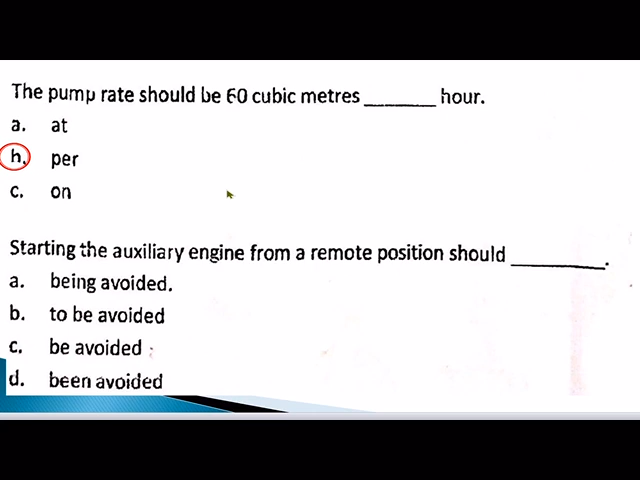 The pump rate should be 60 cubic metres ________ hour.
a. at
h. per
c. on
Starting the auxiliary engine from a remote position should __________.
a. being avoided.
b. to be avoided
c. be avoided
d. been avoided